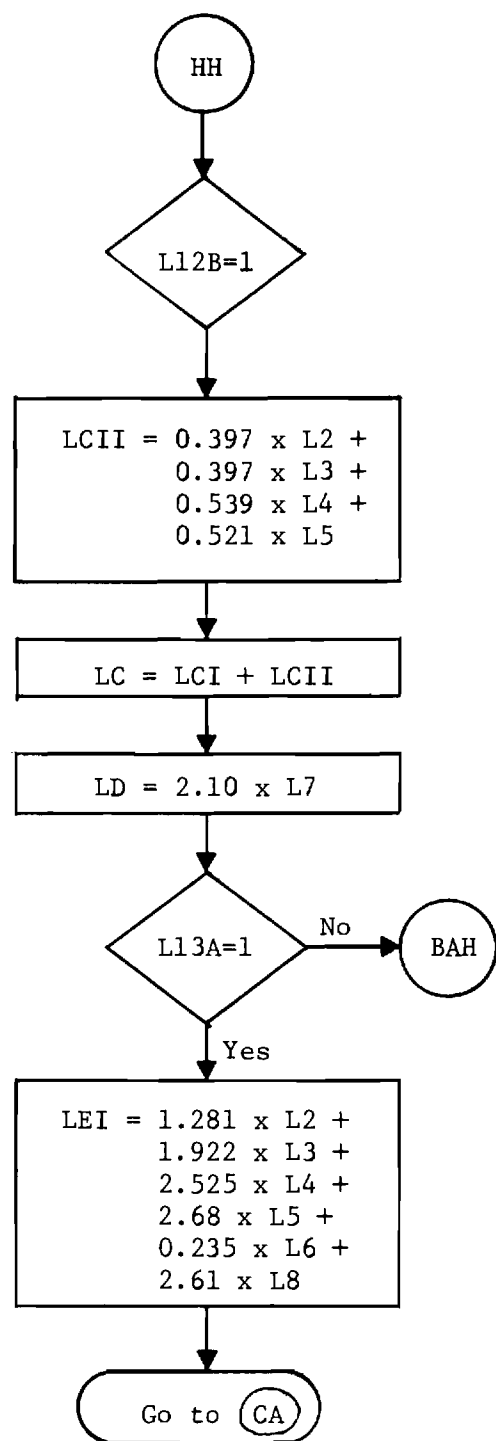 HH
L12B=1
LCII = 0.397 x L2 +
0.397 x L3 +
0.539 x L4 +
0.521 x L5
LC = LCI + LCII
LD = 2.10 x L7
L13A=1
No
BAH
Yes
LEI = 1.281 x L2 +
1.922 x L3 +
2.525 x L4 +
2.68 x L5 +
0.235 x L6 +
2.61 x L8
Go to CA